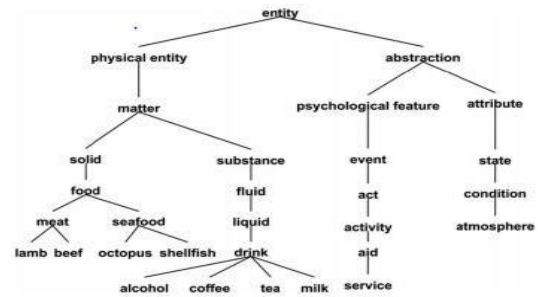 entity
physical entity abstraction
matter psychological feature attribute
solid substance event state
food fluid act condition
meat seafood liquid activity atmosphere
lamb beef octopus shellfish drink aid
alcohol coffee tea milk service